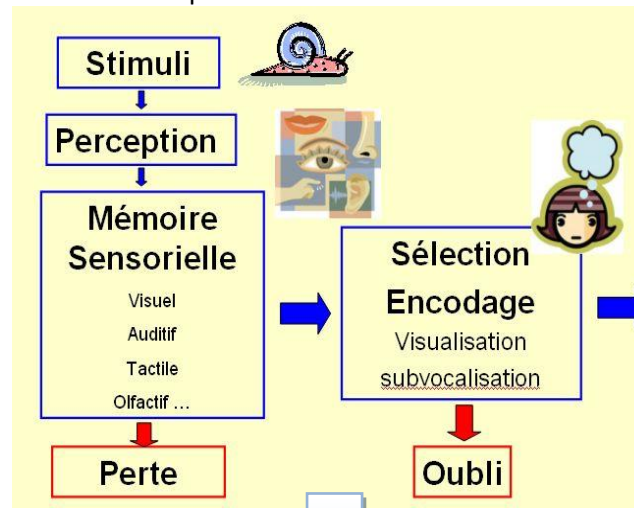 Stimuli
Perception
Mémoire
Sensorielle
Visuel
Auditif
Tactile
Olfactif ...
Perte
Sélection
Encodage
Visualisation
subvocalisation
Oubli